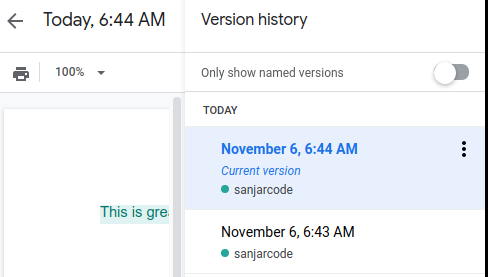 Today, 6:44 AM
Version history
100%
Only show named versions
TODAY
November 6, 6:44 AM
Current version
sanjarcode
This is
November 6, 6:43 AM
sanjarcode